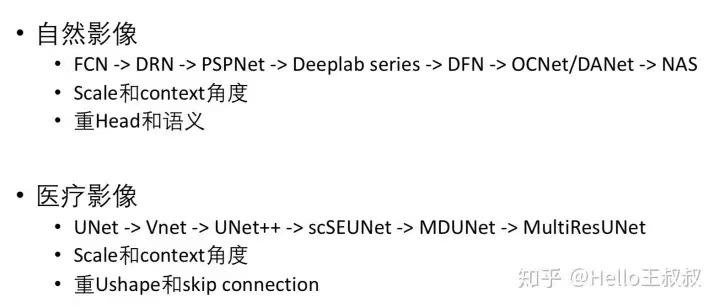 • 自然影像
• FCN -> DRN -> PSPNet -> Deeplab series -> DFN -> OCNet/DANet -> NAS
• Scale和context角度
• 重Head和语义
• 医疗影像
• UNet -> Vnet -> UNet++ -> scSEUNet -> MDUNet -> MultiResUNet
• Scale和context角度
• 重Ushape和skip connection
知乎 @Hello王叔叔